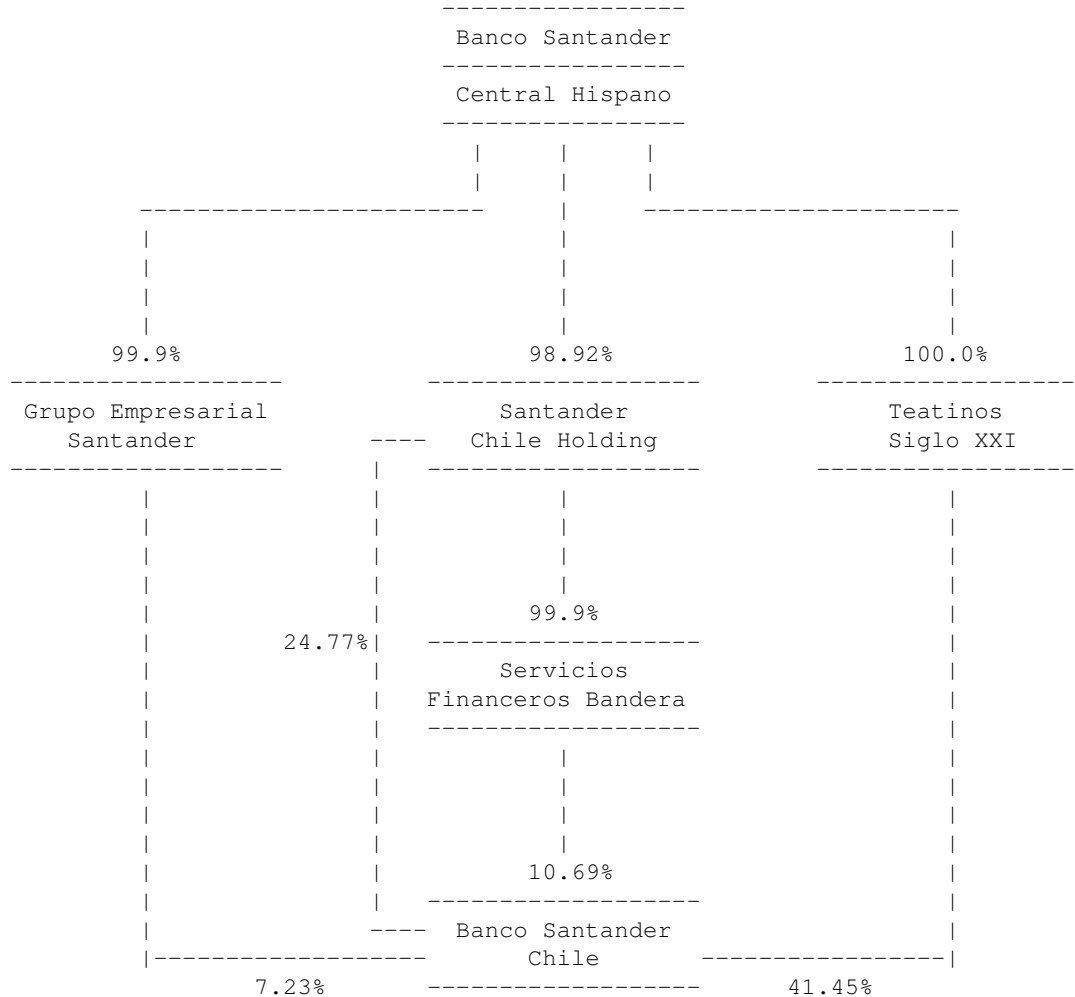 Banco Santander
Central Hispano
99.9% 98.92% 100.0%
Grupo Empresarial Santander Teatinos
Santander Chile Holding Siglo XXI
99.9%
24.77%
Servicios
Financeros Bandera
10.69%
Banco Santander
Chile
7.23% 41.45%